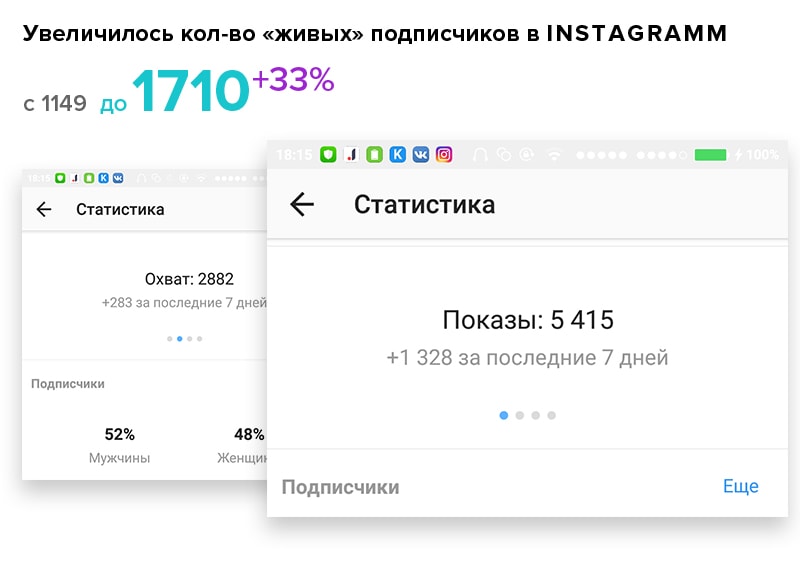 Увеличилось кол-во «живых» подписчиков в INSTAGRAMM
с 1149 до 1710 +33%
18:15
Статистика
Охват: 2882
+283 за последние 7 дней
Подписчики
52%
48%
Мужчины
18:15
100%
Статистика
Показы: 5 415
+1 328 за последние 7 дней
Подписчики
Еще